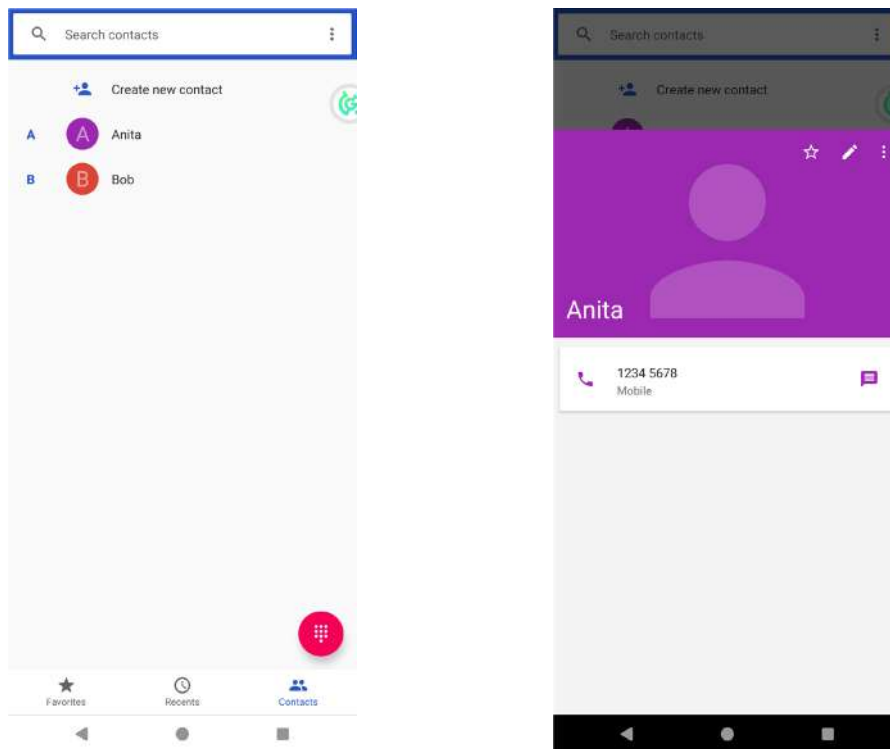 Search contacts
Create new contact
A A Anita
B B Bob
Favorites Recents Contacts
Search contacts
Create new contact
Anita
1234 5678
Mobile